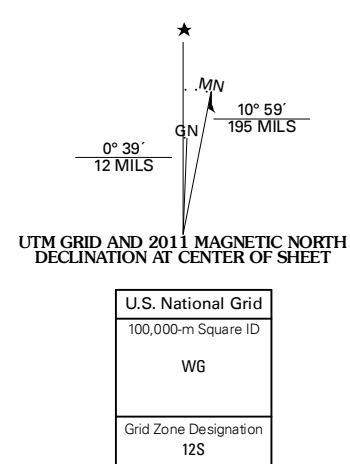 MN
10° 59´
195 MILS
GN
0° 39´
12 MILS
UTM GRID AND 2011 MAGNETIC NORTH
DECLINATION AT CENTER OF SHEET
U.S. National Grid
100,000-m Square ID
WG
Grid Zone Designation
12S